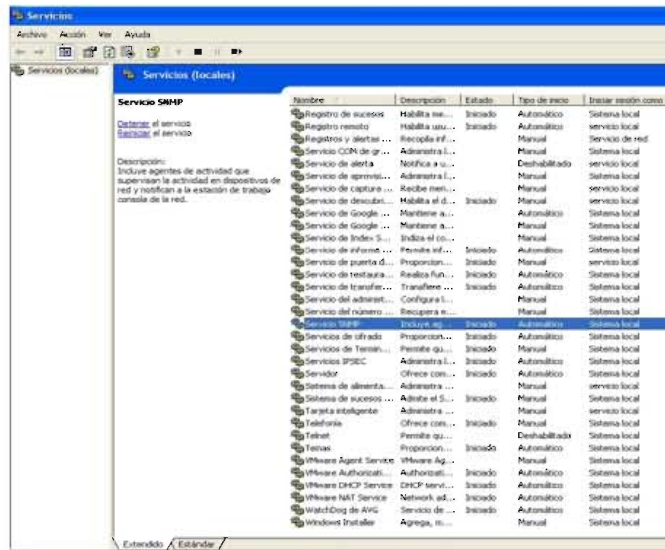 Servicios
Archivo Acción Ver Ayuda
Servicios (locales)
Servicios (locales)
Servicio SNMP
Detener el servicio
Reiniciar el servicio
Descripción:
Incluye agentes de actividad que
supervisan la actividad en dispositivos de
red y notifican a la estación de trabajo
consola de la red.
Nombre Descripción Estado Tipo de inicio Iniciar sesión como
Registro de sucesos Habilita me... Iniciado Automático Sistema local
Registro remoto Habilita usu... Iniciado Automático servicio local
Registros y alertas ... Recopila inf... Manual Servicio de red
Servicio COM de gr... Administra l... Manual Sistema local
Servicio de alerta Notifica a u... Deshabilitado servicio local
Servicio de aprovisi... Administra l... Manual Sistema local
Servicio de captura ... Recibe men... Manual servicio local
Servicio de descubri... Habilita el d... Iniciado Manual servicio local
Servicio de Google ... Mantiene a... Automático Sistema local
Servicio de Google ... Mantiene a... Manual Sistema local
Servicio de Index S... Indiza el co... Manual Sistema local
Servicio de informe ... Permite inf... Iniciado Automático Sistema local
Servicio de puerta d... Proporcion... Iniciado Manual servicio local
Servicio de restaura... Realiza fun... Iniciado Automático Sistema local
Servicio de transfer... Transfiere ... Iniciado Automático Sistema local
Servicio del administ... Configura l... Manual Sistema local
Servicio del número ... Recupera e... Manual Sistema local
Servicio SNMP Incluye ag... Iniciado Automático Sistema local
Servicios de cifrado Proporcion... Iniciado Automático Sistema local
Servicios de Termin... Permite qu... Iniciado Manual Sistema local
Servicios IPSEC Administra l... Iniciado Automático Sistema local
Servidor Ofrece com... Iniciado Automático Sistema local
Sistema de alimenta... Administra ... Manual servicio local
Sistema de sucesos ... Admite el S... Iniciado Manual Sistema local
Tarjeta inteligente Administra ... Manual servicio local
Telefonía Ofrece com... Iniciado Manual Sistema local
Telnet Permite qu... Deshabilitado Sistema local
Temas Proporcion... Iniciado Automático Sistema local
VMware Agent Service VMware Ag... Manual Sistema local
VMware Authorizati... Authorizati... Iniciado Automático Sistema local
VMware DHCP Service DHCP servi... Iniciado Automático Sistema local
VMware NAT Service Network ad... Iniciado Automático Sistema local
WatchDog de AVG Servicio de ... Iniciado Automático Sistema local
Windows Installer Agrega, m... Manual Sistema local
Extendido Estándar